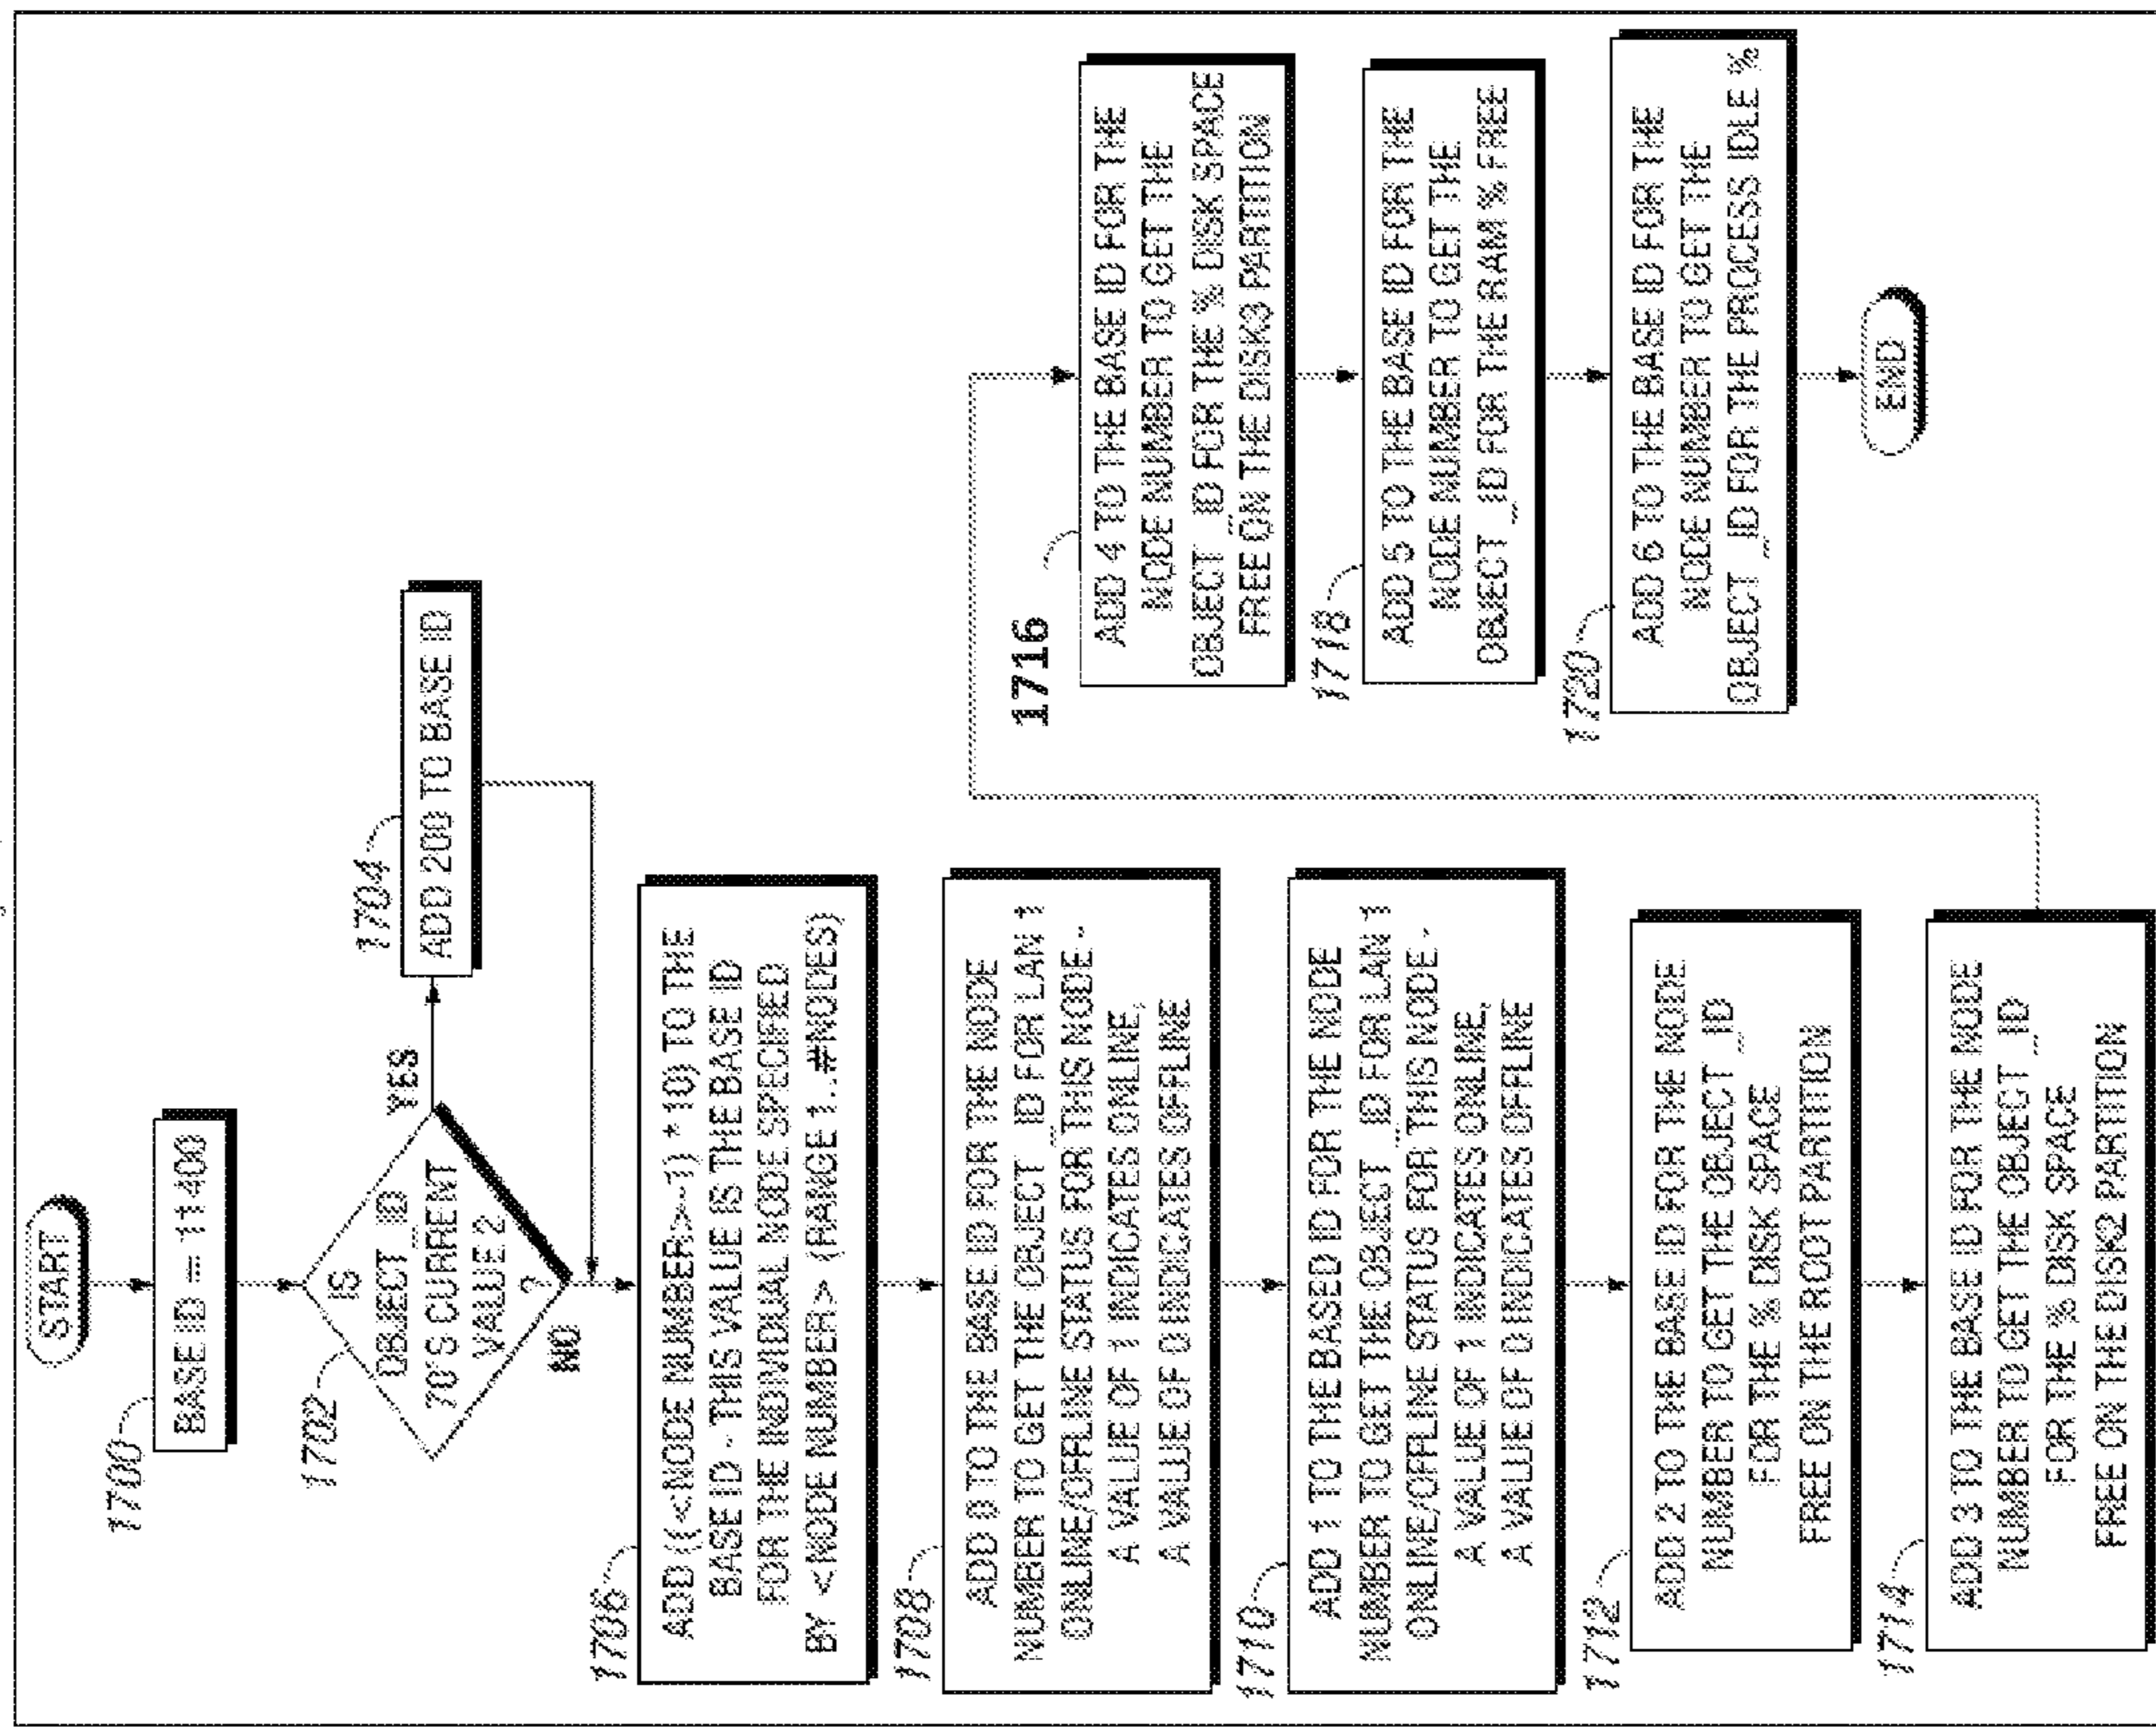 START
1700
BASE ID = 11400
1702
IS
OBJECT_ID
70'S CURRENT
VALUE 2
?
YES
NO
1704
ADD 200 TO BASE ID
1706
ADD ((<NODE NUMBER>-1) * 10) TO THE
BASE ID - THIS VALUE IS THE BASE ID
FOR THE INDIVIDUAL NODE SPECIFIED
BY <NODE NUMBER> (RANGE 1..#NODES)
1708
ADD 0 TO THE BASE ID FOR THE NODE
NUMBER TO GET THE OBJECT_ID FOR LAN 1
ONLINE/OFFLINE STATUS FOR THIS NODE -
A VALUE OF 1 INDICATES ONLINE,
A VALUE OF 0 INDICATES OFFLINE
1710
ADD 1 TO THE BASED ID FOR THE NODE
NUMBER TO GET THE OBJECT_ID FOR LAN 1
ONLINE/OFFLINE STATUS FOR THIS NODE -
A VALUE OF 1 INDICATES ONLINE,
A VALUE OF 0 INDICATES OFFLINE
1712
ADD 2 TO THE BASE ID FOR THE NODE
NUMBER TO GET THE OBJECT_ID
FOR THE % DISK SPACE
FREE ON THE ROOT PARTITION
1714
ADD 3 TO THE BASE ID FOR THE NODE
NUMBER TO GET THE OBJECT_ID
FOR THE % DISK SPACE
FREE ON THE DISK2 PARTITION
1716
ADD 4 TO THE BASE ID FOR THE
NODE NUMBER TO GET THE
OBJECT_ID FOR THE % DISK SPACE
FREE ON THE DISK3 PARTITION
1718
ADD 5 TO THE BASE ID FOR THE
NODE NUMBER TO GET THE
OBJECT_ID FOR THE RAM % FREE
1720
ADD 6 TO THE BASE ID FOR THE
NODE NUMBER TO GET THE
OBJECT_ID FOR THE PROCESS IDLE %
END